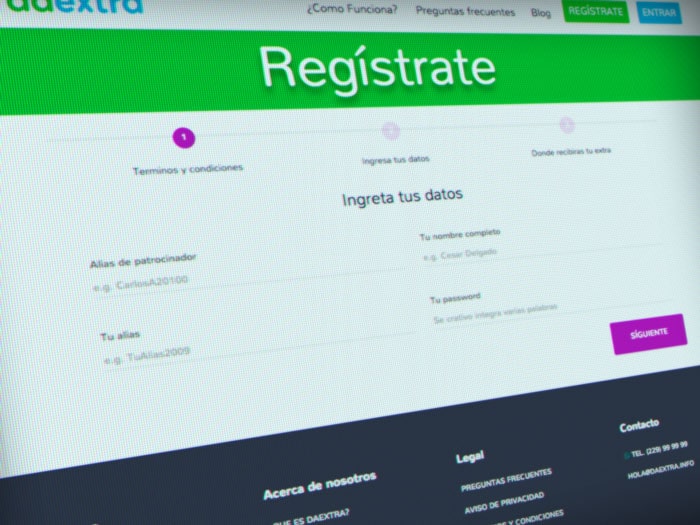 daextra
¿Como Funciona? Preguntas frecuentes Blog REGÍSTRATE ENTRAR
Regístrate
1
Terminos y condiciones Ingresa tus datos Donde recibiras tu extra
Ingreta tus datos
Alias de patrocinador Tu nombre completo
e.g. CarlosA20100 e.g. Cesar Delgado
Tu alias Tu password
e.g. TuAlias2009 Se crativo integra varias palabras
SÍGUIENTE
Acerca de nosotros Legal Contacto
QUE ES DAEXTRA? PREGUNTAS FRECUENTES TEL. (229) 99 99 99
AVISO DE PRIVACIDAD HOLA@DAEXTRA.INFO
Y CONDICIONES